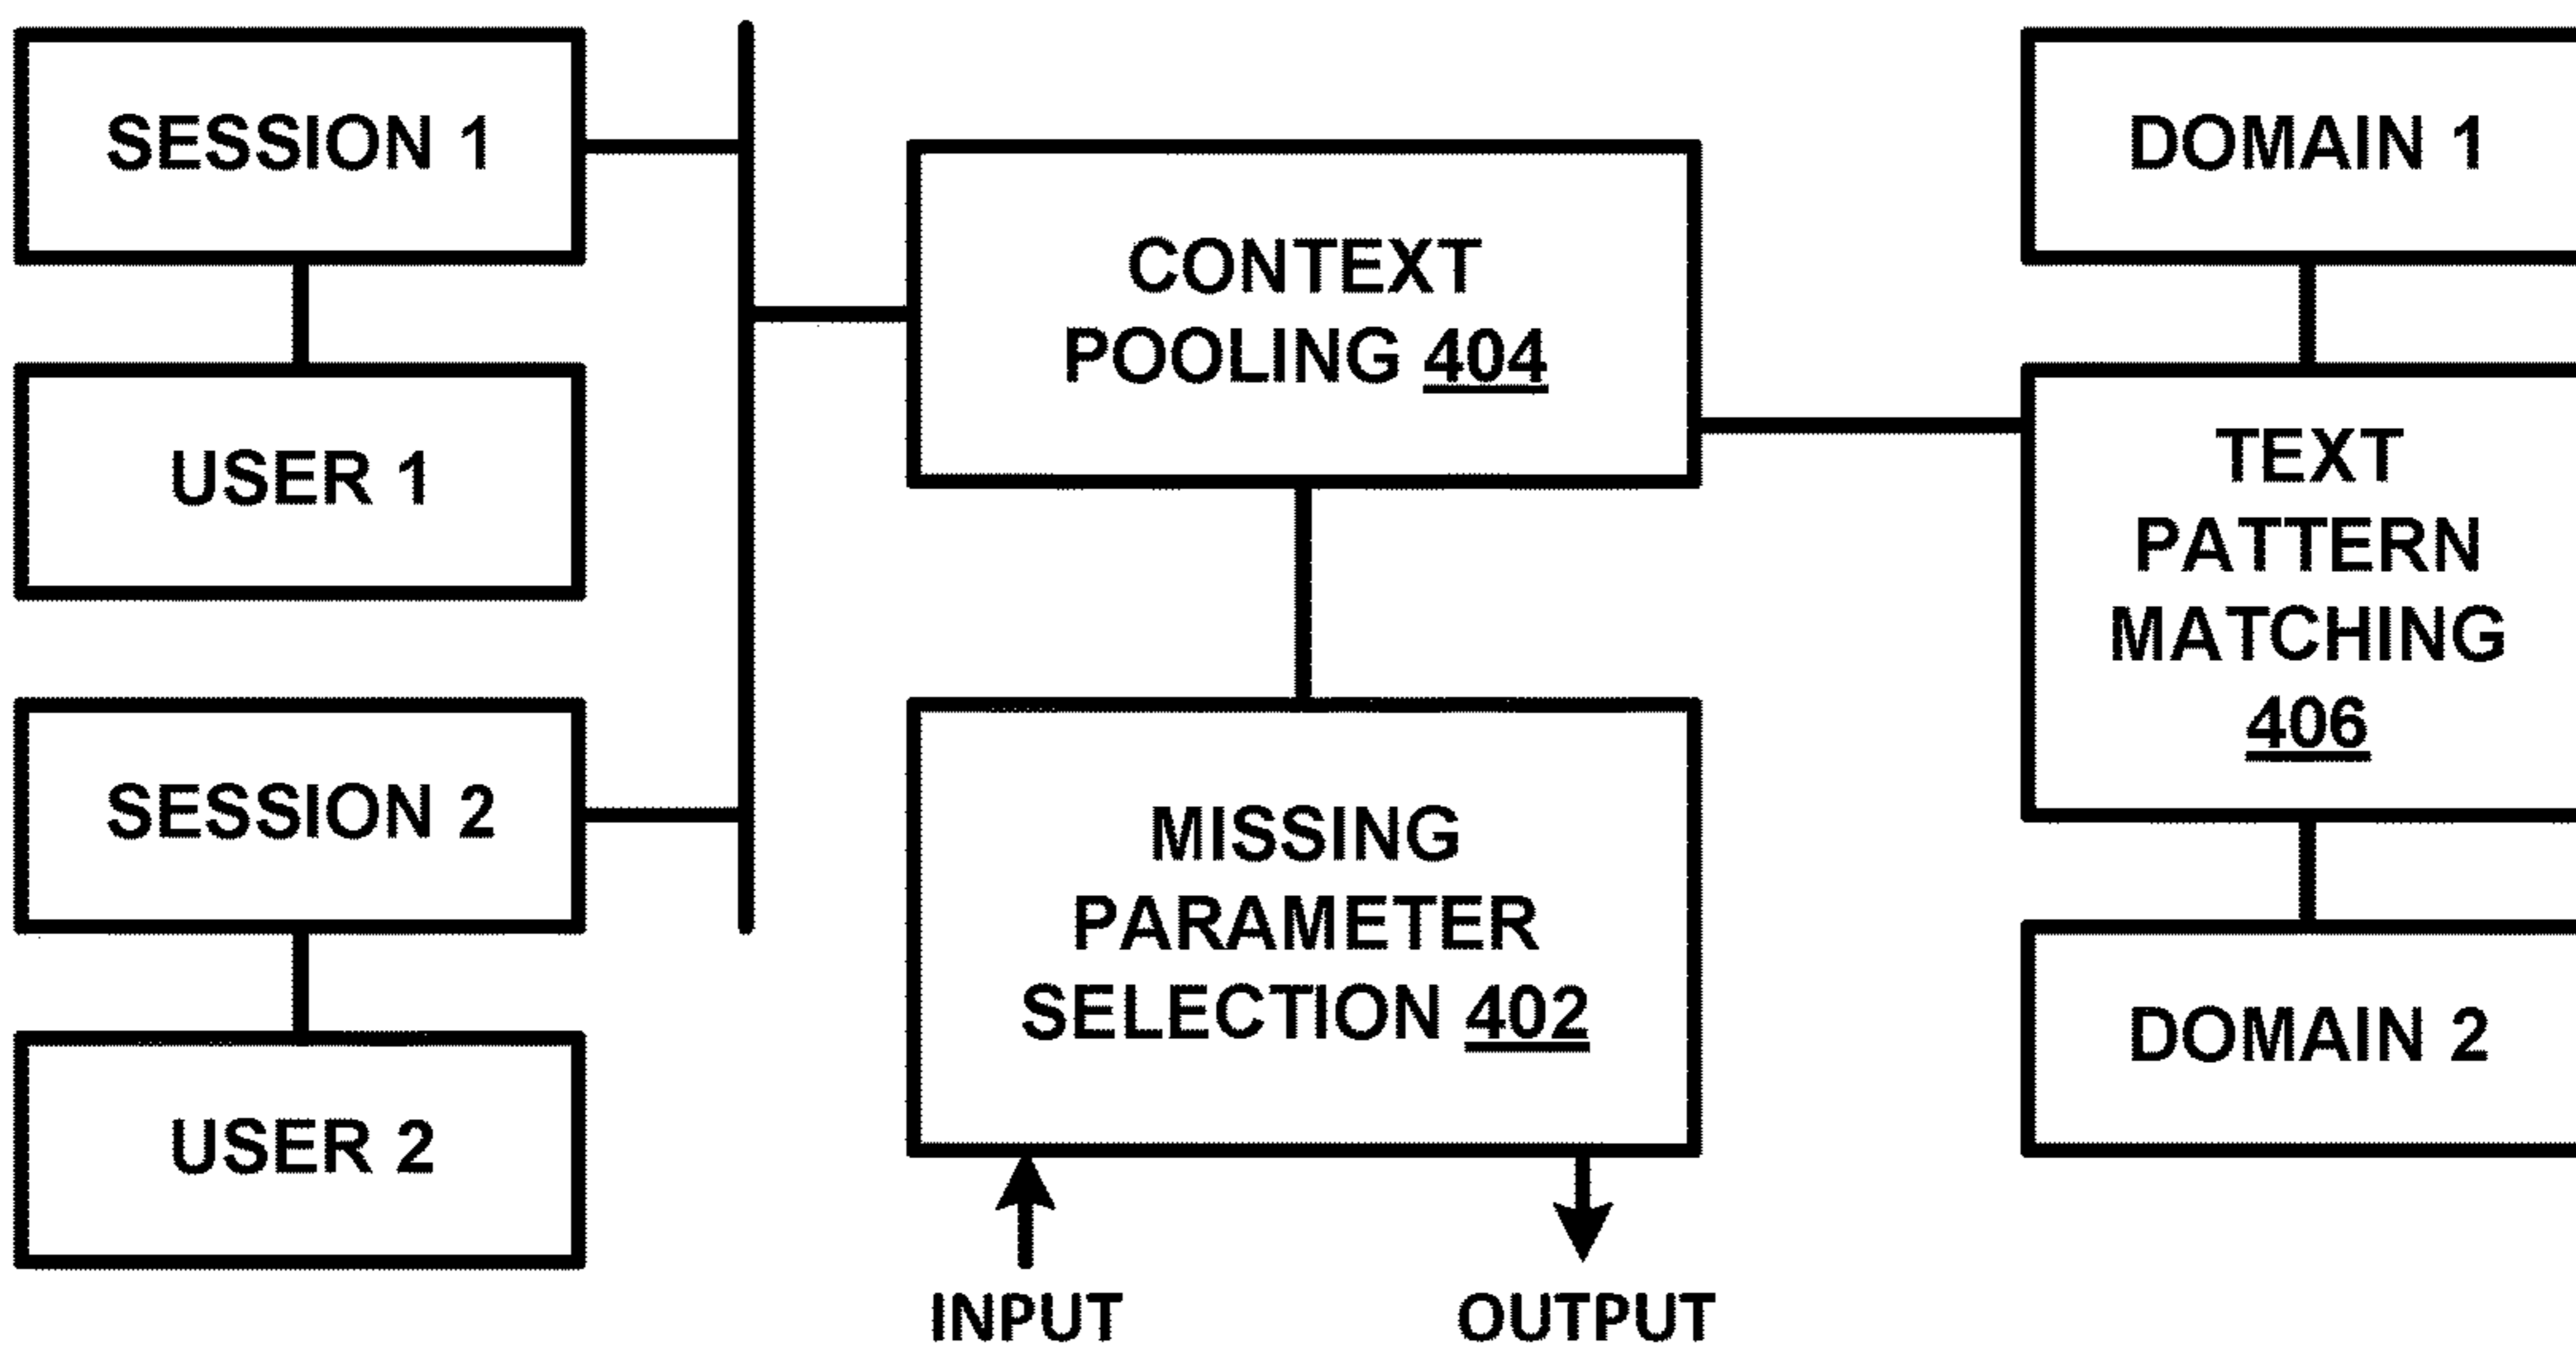 SESSION 1
USER 1
SESSION 2
USER 2
CONTEXT
POOLING 404
MISSING
PARAMETER
SELECTION 402
INPUT
OUTPUT
DOMAIN 1
TEXT
PATTERN
MATCHING
406
DOMAIN 2